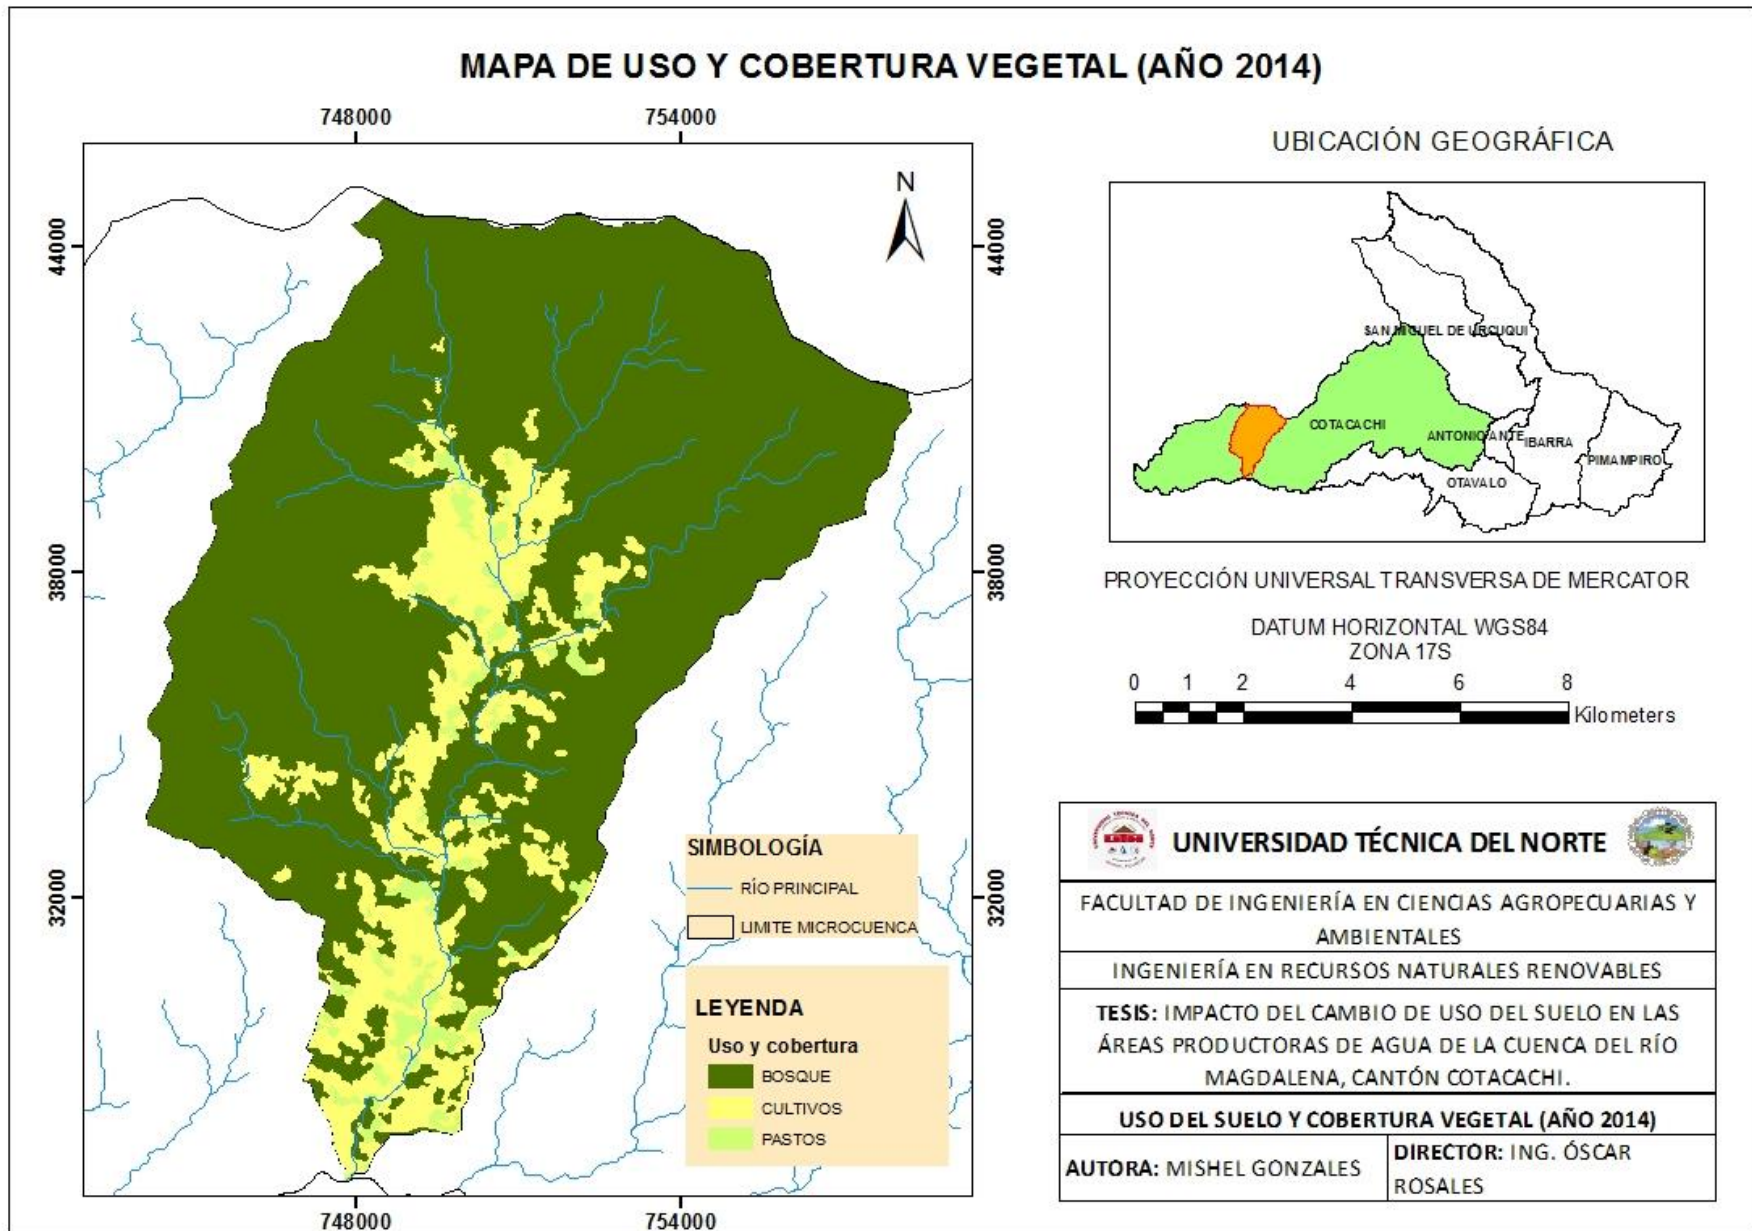 MAPA DE USO Y COBERTURA VEGETAL (AÑO 2014)
748000 754000
44000
38000
32000
N
44000
38000
32000
748000 754000
SIMBOLOGÍA
RÍO PRINCIPAL
LIMITE MICROCUENCA
LEYENDA
Uso y cobertura
BOSQUE
CULTIVOS
PASTOS
UBICACIÓN GEOGRÁFICA
SAN MIGUEL DE URCUQUI
COTACACHI
ANTONIO ANTE
IBARRA
PIMAMPIRO
OTAVALO
PROYECCIÓN UNIVERSAL TRANSVERSA DE MERCATOR
DATUM HORIZONTAL WGS84
ZONA 17S
0 1 2 4 6 8
Kilometers
UNIVERSIDAD TÉCNICA DEL NORTE
FACULTAD DE INGENIERÍA EN CIENCIAS AGROPECUARIAS Y
AMBIENTALES
INGENIERÍA EN RECURSOS NATURALES RENOVABLES
TESIS: IMPACTO DEL CAMBIO DE USO DEL SUELO EN LAS
ÁREAS PRODUCTORAS DE AGUA DE LA CUENCA DEL RÍO
MAGDALENA, CANTÓN COTACACHI.
USO DEL SUELO Y COBERTURA VEGETAL (AÑO 2014)
AUTORA: MISHEL GONZALES
DIRECTOR: ING. ÓSCAR
ROSALES